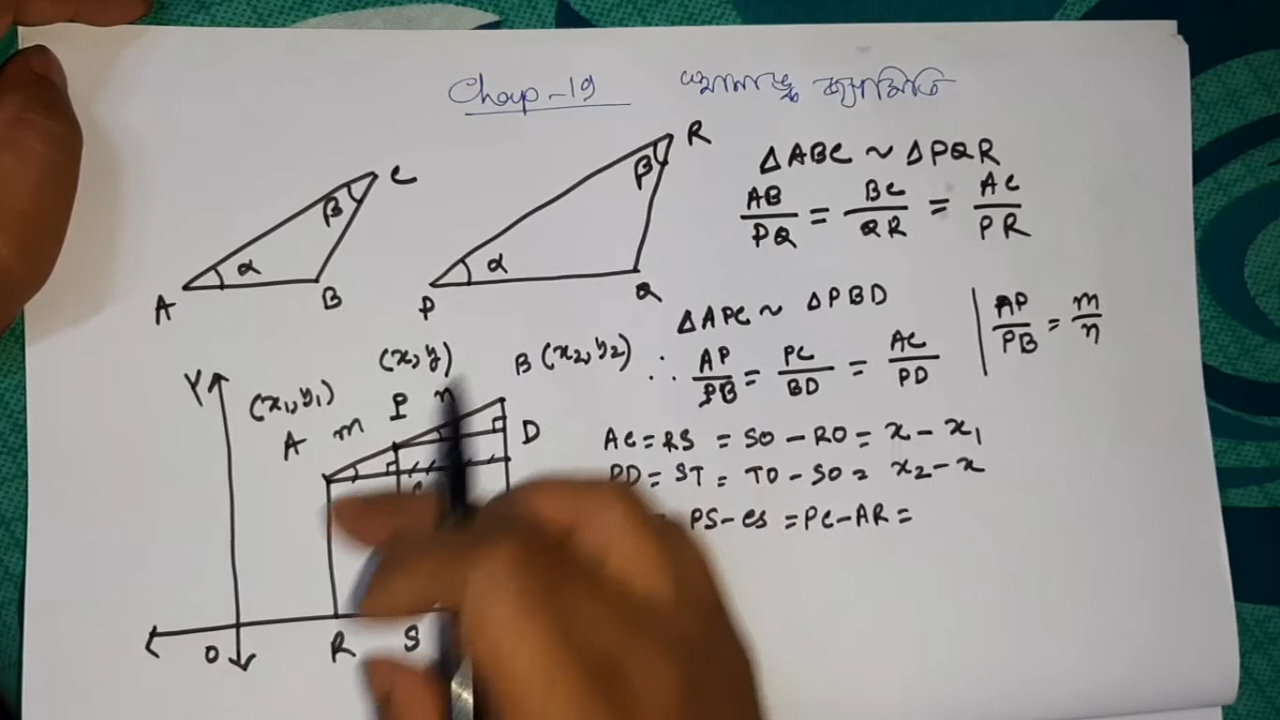 Chap-19 স্থানাঙ্ক জ্যামিতি
A B C α β
P Q R α β
ΔABC ~ ΔPQR
AB/PQ = BC/QR = AC/PR
ΔAPC ~ ΔPBD
∴ AP/PB = PC/BD = AC/PD | AP/PB = m/n
Y (x₁,y₁) (x,y) B (x₂,y₂)
A m P n D
O R S
AC = RS = SO - RO = x - x₁
PD = ST = TO - SO = x₂ - x
PS - CS = PC - AR =